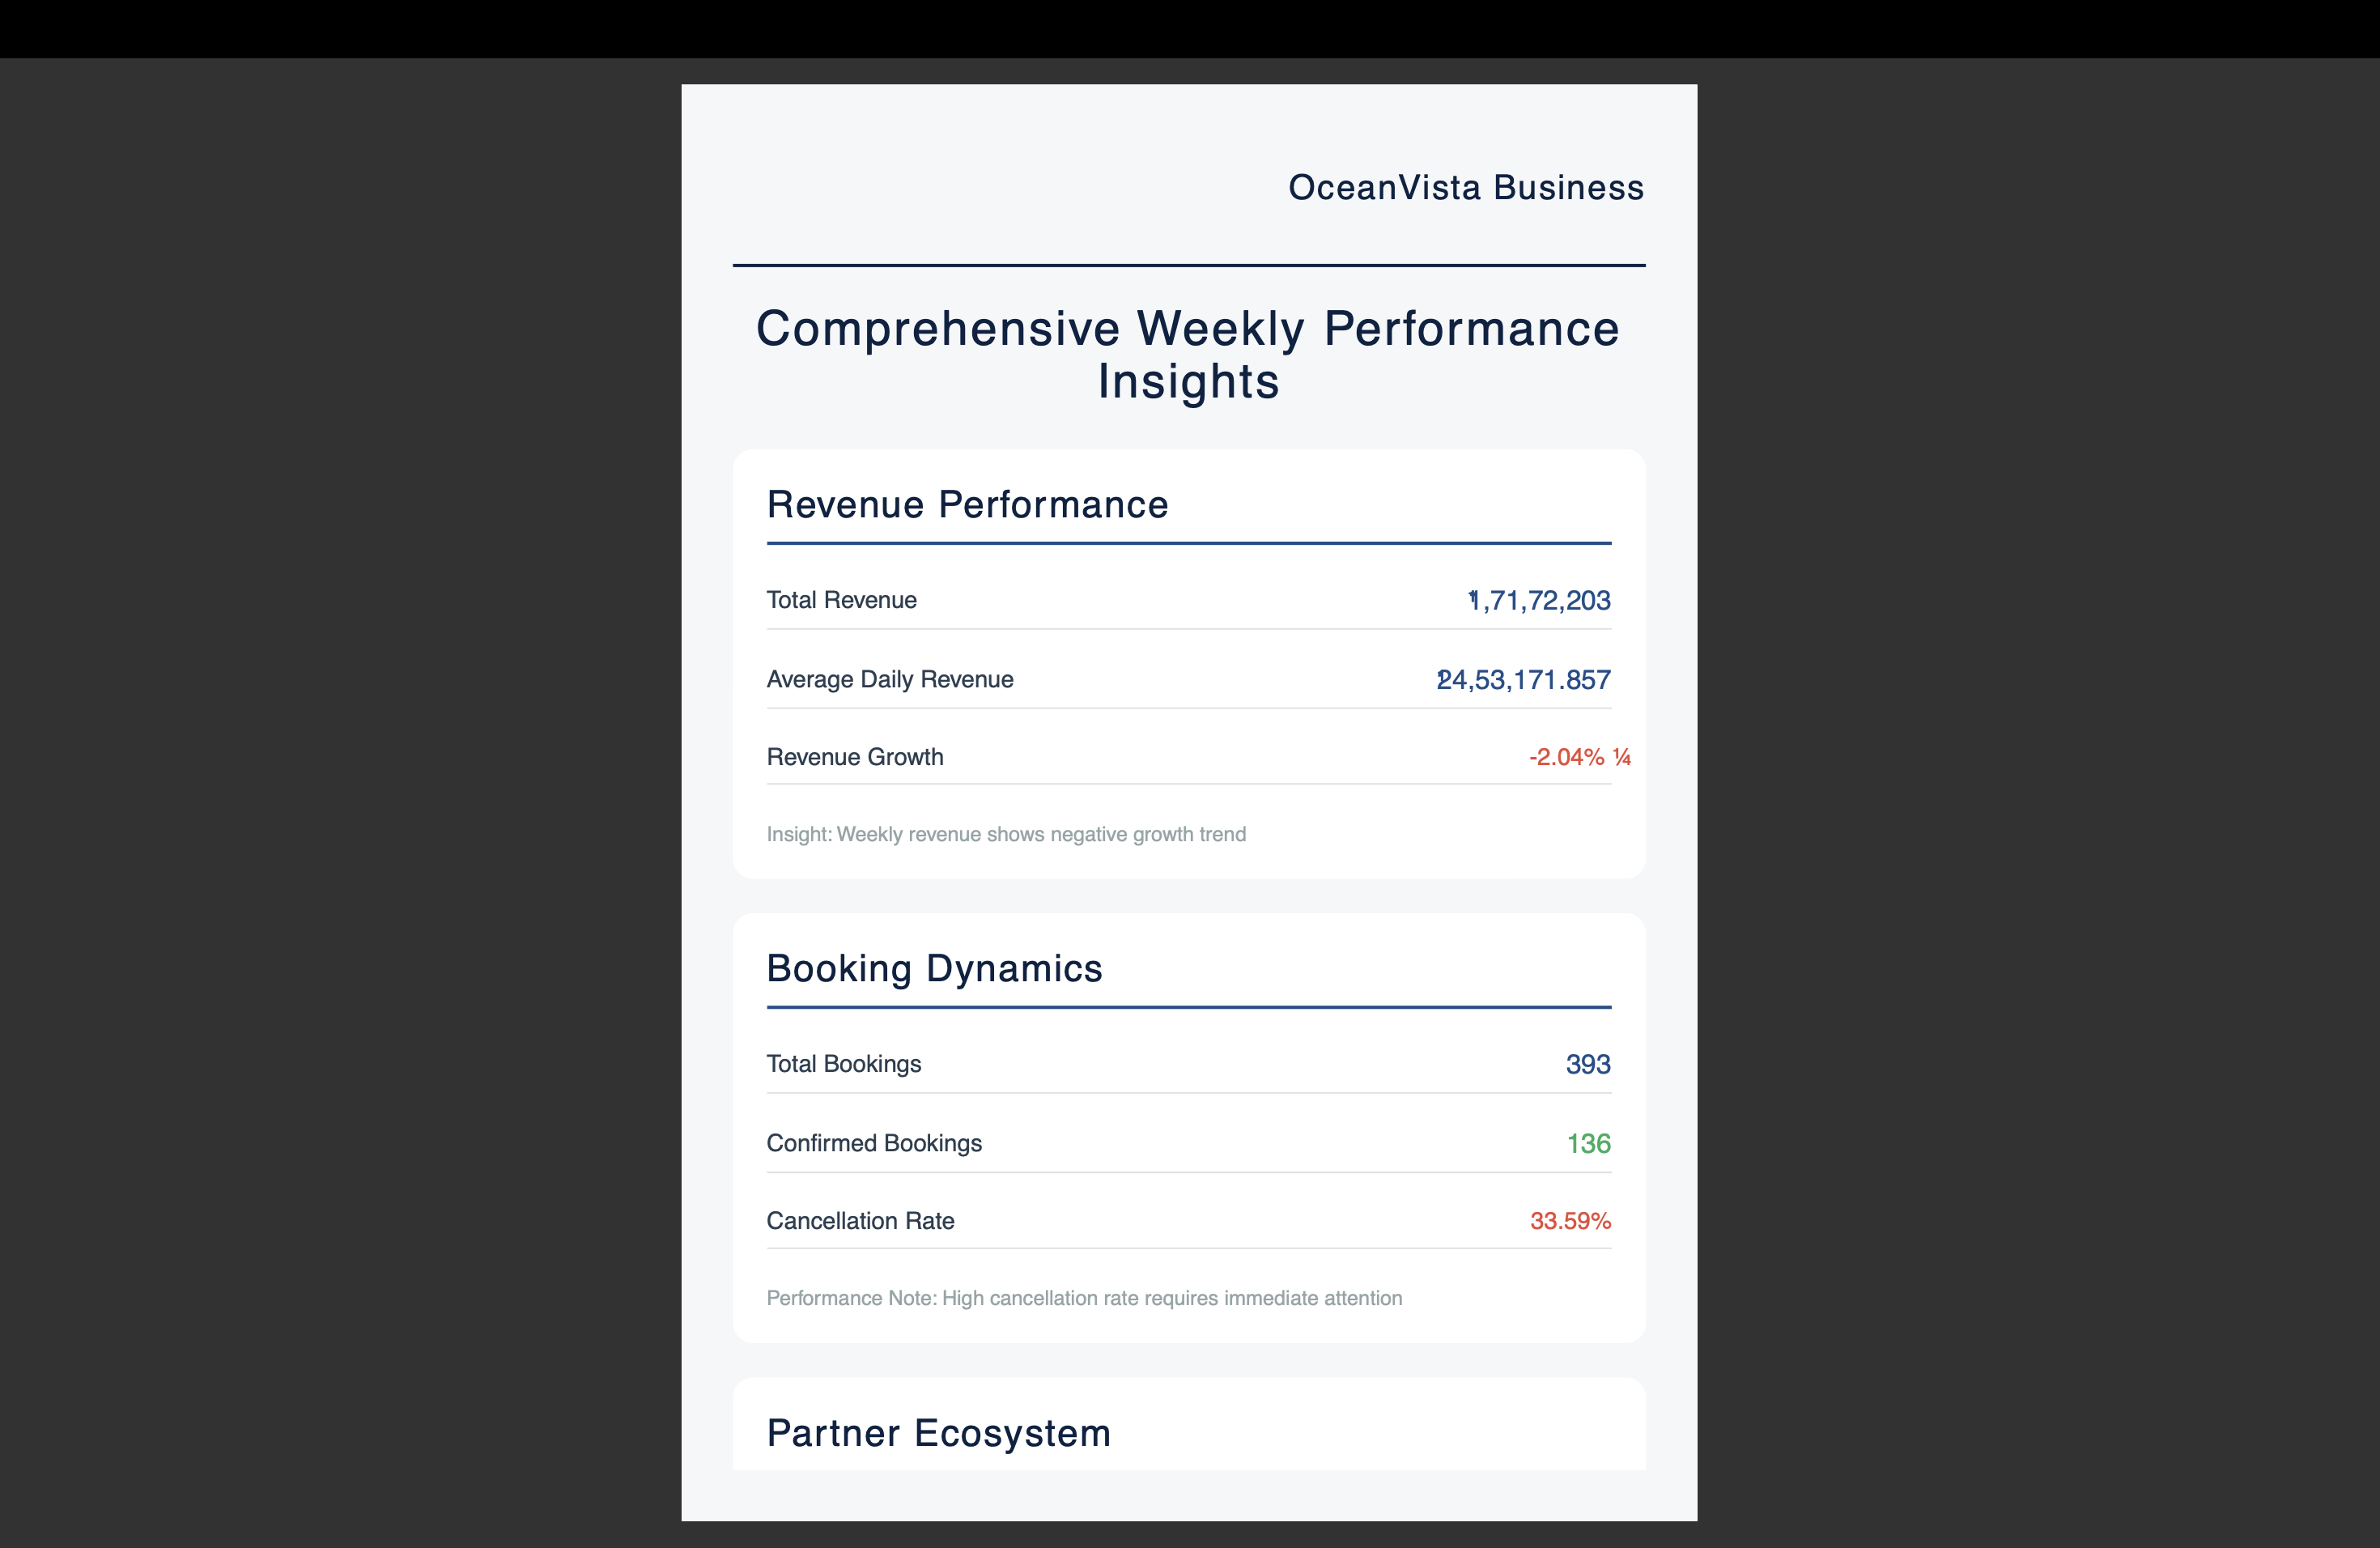 OceanVista Business
Comprehensive Weekly Performance
Insights
Revenue Performance
Total Revenue 1,71,72,203
Average Daily Revenue 24,53,171.857
Revenue Growth -2.04% ¼
Insight: Weekly revenue shows negative growth trend
Booking Dynamics
Total Bookings 393
Confirmed Bookings 136
Cancellation Rate 33.59%
Performance Note: High cancellation rate requires immediate attention
Partner Ecosystem